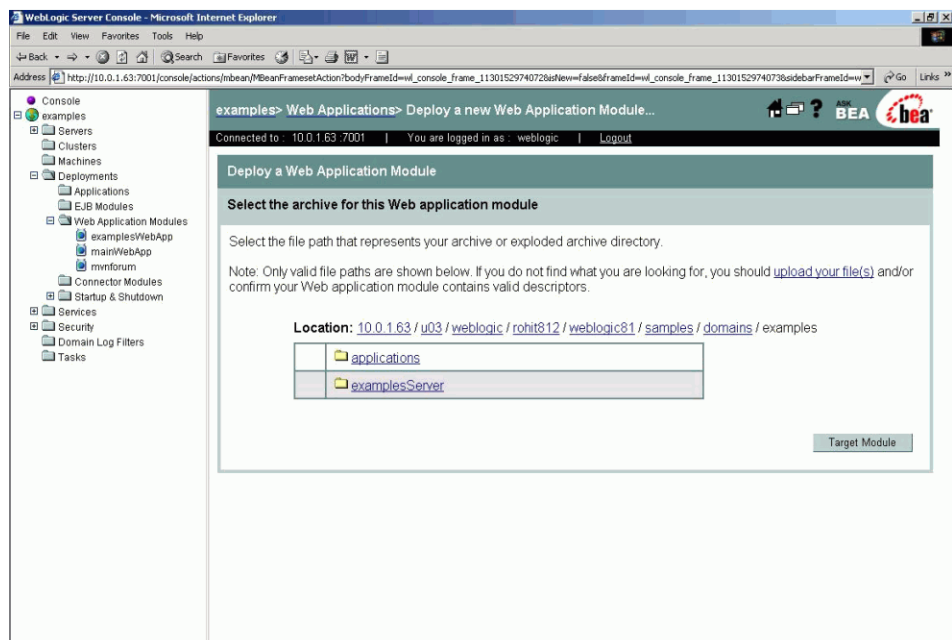 WebLogic Server Console - Microsoft Internet Explorer
File Edit View Favorites Tools Help
Back Search Favorites
Address http://10.0.1.63:7001/console/actions/mbean/MBeanFramesetAction?bodyFrameId=wl_console_frame_1130152974072&isNew=false&frameId=wl_console_frame_1130152974073&sidebarFrameId=w Go Links »
Console
examples
Servers
Clusters
Machines
Deployments
Applications
EJB Modules
Web Application Modules
examplesWebApp
mainWebApp
mvnforum
Connector Modules
Startup & Shutdown
Services
Security
Domain Log Filters
Tasks
examples> Web Applications> Deploy a new Web Application Module...
? ASK BEA bea
Connected to : 10.0.1.63 :7001 | You are logged in as : weblogic | Logout
Deploy a Web Application Module
Select the archive for this Web application module
Select the file path that represents your archive or exploded archive directory.
Note: Only valid file paths are shown below. If you do not find what you are looking for, you should upload your file(s) and/or
confirm your Web application module contains valid descriptors.
Location: 10.0.1.63 / u03 / weblogic / rohit812 / weblogic81 / samples / domains / examples
applications
examplesServer
Target Module